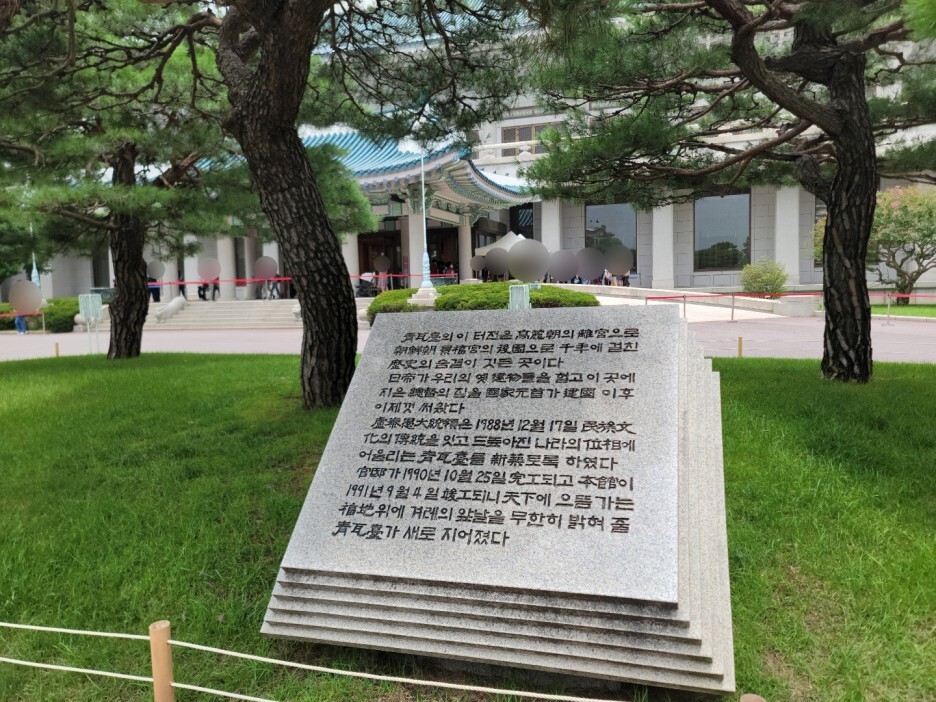 靑瓦臺의 이 터전은 高麗朝의 離宮으로
朝鮮朝 景福宮의 後園으로 千年에 걸친
歷史의 숨결이 깃든 곳이다
日帝가 우리의 옛 建物들을 헐고 이 곳에
지은 總督의 집을 國家元首가 建國 이후
이제껏 써왔다
盧泰愚大統領은 1988년 12월 17일 民族文
化의 傳統을 잇고 드높아진 나라의 位相에
어울리는 靑瓦臺를 新築토록 하였다
官邸가 1990년 10월 25일 完工되고 本館이
1991년 9월 4일 竣工되니 天下에 으뜸가는
福地위에 겨레의 앞날을 무한히 밝혀 줄
靑瓦臺가 새로 지어졌다